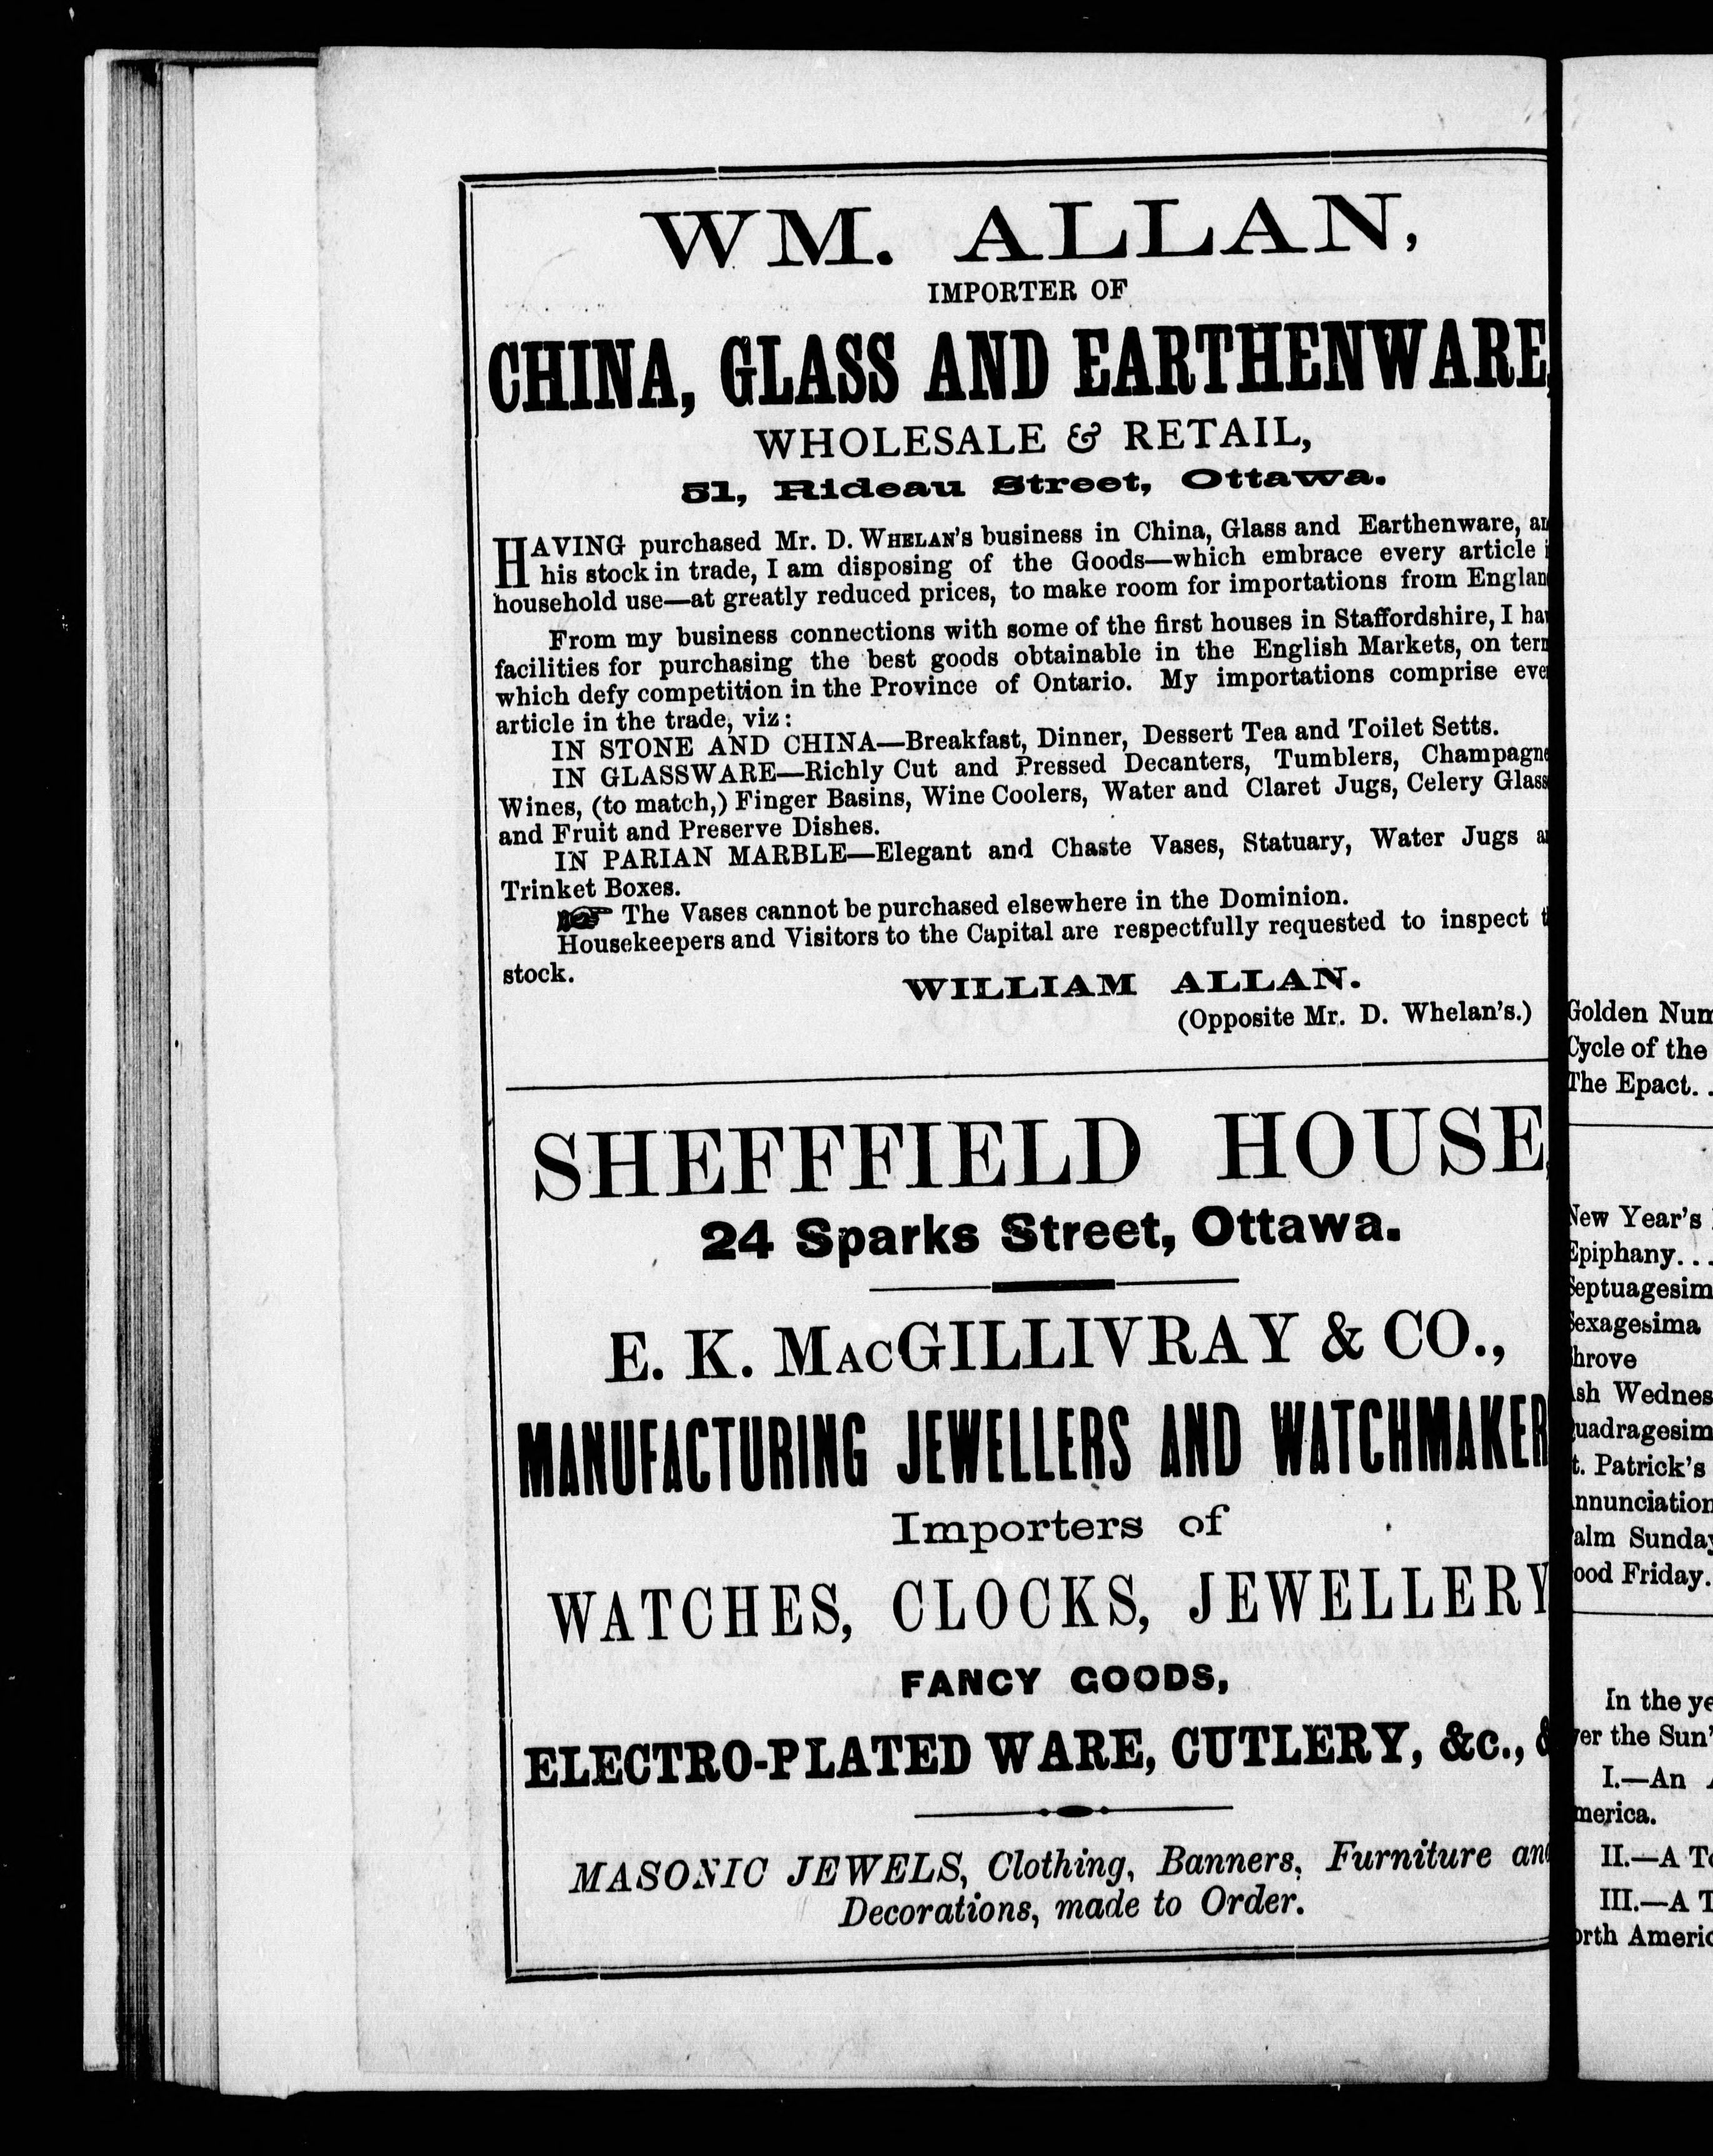 WM. ALLAN,
IMPORTER OF
CHINA, GLASS AND EARTHENWARE,
WHOLESALE & RETAIL,
51, Rideau Street, Ottawa.
HAVING purchased Mr. D. WHELAN'S business in China, Glass and Earthenware, an
his stock in trade, I am disposing of the Goods—which embrace every article i
household use—at greatly reduced prices, to make room for importations from Englan
From my business connections with some of the first houses in Staffordshire, I hav
facilities for purchasing the best goods obtainable in the English Markets, on term
which defy competition in the Province of Ontario. My importations comprise ever
article in the trade, viz:
IN STONE AND CHINA—Breakfast, Dinner, Dessert Tea and Toilet Setts.
IN GLASSWARE—Richly Cut and Pressed Decanters, Tumblers, Champagne
Wines, (to match,) Finger Basins, Wine Coolers, Water and Claret Jugs, Celery Glass
and Fruit and Preserve Dishes.
IN PARIAN MARBLE—Elegant and Chaste Vases, Statuary, Water Jugs a
Trinket Boxes.
☞ The Vases cannot be purchased elsewhere in the Dominion.
Housekeepers and Visitors to the Capital are respectfully requested to inspect t
stock.
WILLIAM ALLAN.
(Opposite Mr. D. Whelan's.)
SHEFFFIELD HOUSE,
24 Sparks Street, Ottawa.
E. K. MACGILLIVRAY & CO.,
MANUFACTURING JEWELLERS AND WATCHMAKER
Importers of
WATCHES, CLOCKS, JEWELLERY
FANCY GOODS,
ELECTRO-PLATED WARE, CUTLERY, &c., &
MASONIC JEWELS, Clothing, Banners, Furniture and
Decorations, made to Order.
Golden Num
Cycle of the
The Epact. .
New Year's
Epiphany. . .
Septuagesim
Sexagesima
hrove
sh Wednes
uadragesim
t. Patrick's
nnunciation
alm Sunday
ood Friday.
In the ye
ver the Sun'
I.—An A
merica.
II.—A To
III.—A T
orth Americ